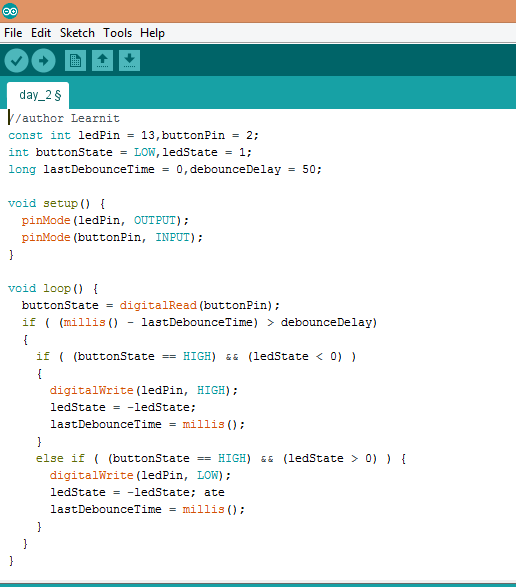 File Edit Sketch Tools Help
day_2 §
//author Learnit
const int ledPin = 13,buttonPin = 2;
int buttonState = LOW,ledState = 1;
long lastDebounceTime = 0,debounceDelay = 50;
void setup() {
pinMode(ledPin, OUTPUT);
pinMode(buttonPin, INPUT);
}
void loop() {
buttonState = digitalRead(buttonPin);
if ( (millis() - lastDebounceTime) > debounceDelay)
{
if ( (buttonState == HIGH) && (ledState < 0) )
{
digitalWrite(ledPin, HIGH);
ledState = -ledState;
lastDebounceTime = millis();
}
else if ( (buttonState == HIGH) && (ledState > 0) ) {
digitalWrite(ledPin, LOW);
ledState = -ledState; ate
lastDebounceTime = millis();
}
}
}